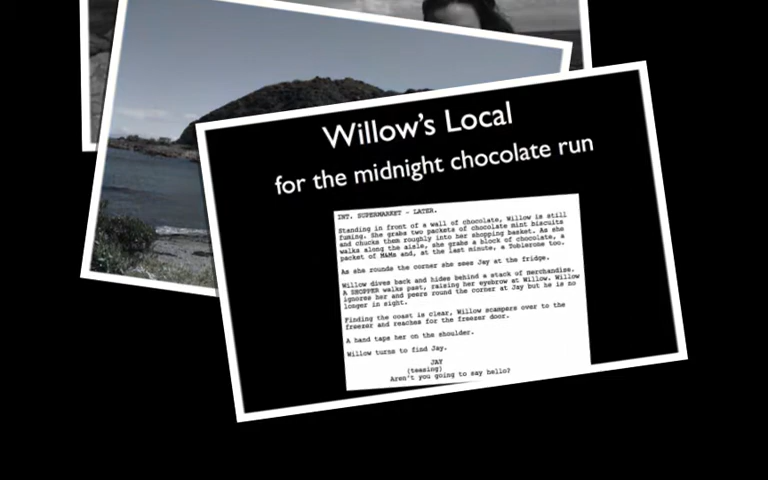 Willow's Local
for the midnight chocolate run
INT. SUPERMARKET - LATER.
Standing in front of a wall of chocolate, Willow is still
fuming. She grabs two packets of chocolate mint biscuits
and chucks them roughly into her shopping basket. As she
walks along the aisle, she grabs a block of chocolate, a
packet of M&Ms and, at the last minute, a Toblerone too.
As she rounds the corner she sees Jay at the fridge.
Willow dives back and hides behind a stack of merchandise.
A SHOPPER walks past, raising her eyebrow at Willow. Willow
ignores her and peers round the corner at Jay but he is no
longer in sight.
Finding the coast is clear, Willow scampers over to the
freezer and reaches for the freezer door.
A hand taps her on the shoulder.
Willow turns to find Jay.
JAY
(teasing)
Aren't you going to say hello?